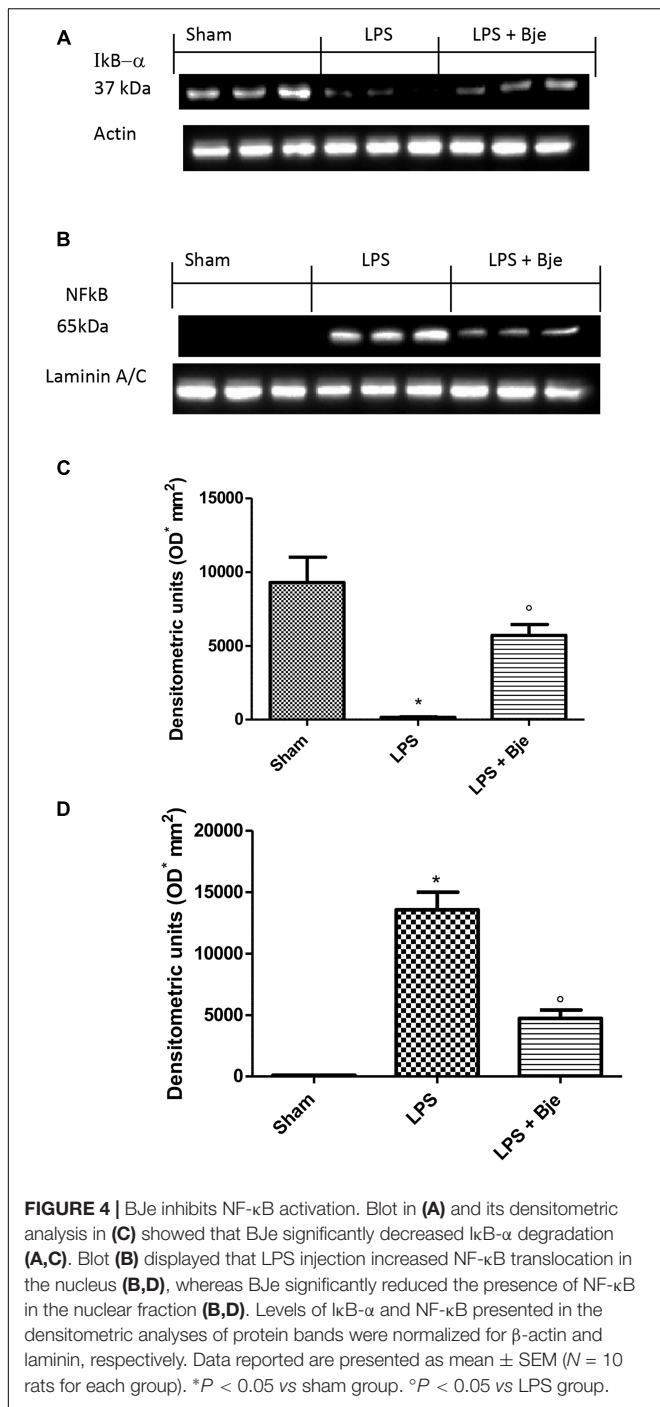 A
Sham LPS LPS + Bje
IkB–α
37 kDa
Actin
B
Sham LPS LPS + Bje
NFkB
65kDa
Laminin A/C
C
Densitometric units (OD* mm²)
15000
10000
5000
0
*
°
Sham LPS LPS + Bje
D
Densitometric units (OD* mm²)
20000
15000
10000
5000
0
*
°
Sham LPS LPS + Bje
FIGURE 4 | BJe inhibits NF-κB activation. Blot in (A) and its densitometric
analysis in (C) showed that BJe significantly decreased IκB-α degradation
(A,C). Blot (B) displayed that LPS injection increased NF-κB translocation in
the nucleus (B,D), whereas BJe significantly reduced the presence of NF-κB
in the nuclear fraction (B,D). Levels of IκB-α and NF-κB presented in the
densitometric analyses of protein bands were normalized for β-actin and
laminin, respectively. Data reported are presented as mean ± SEM (N = 10
rats for each group). *P < 0.05 vs sham group. °P < 0.05 vs LPS group.